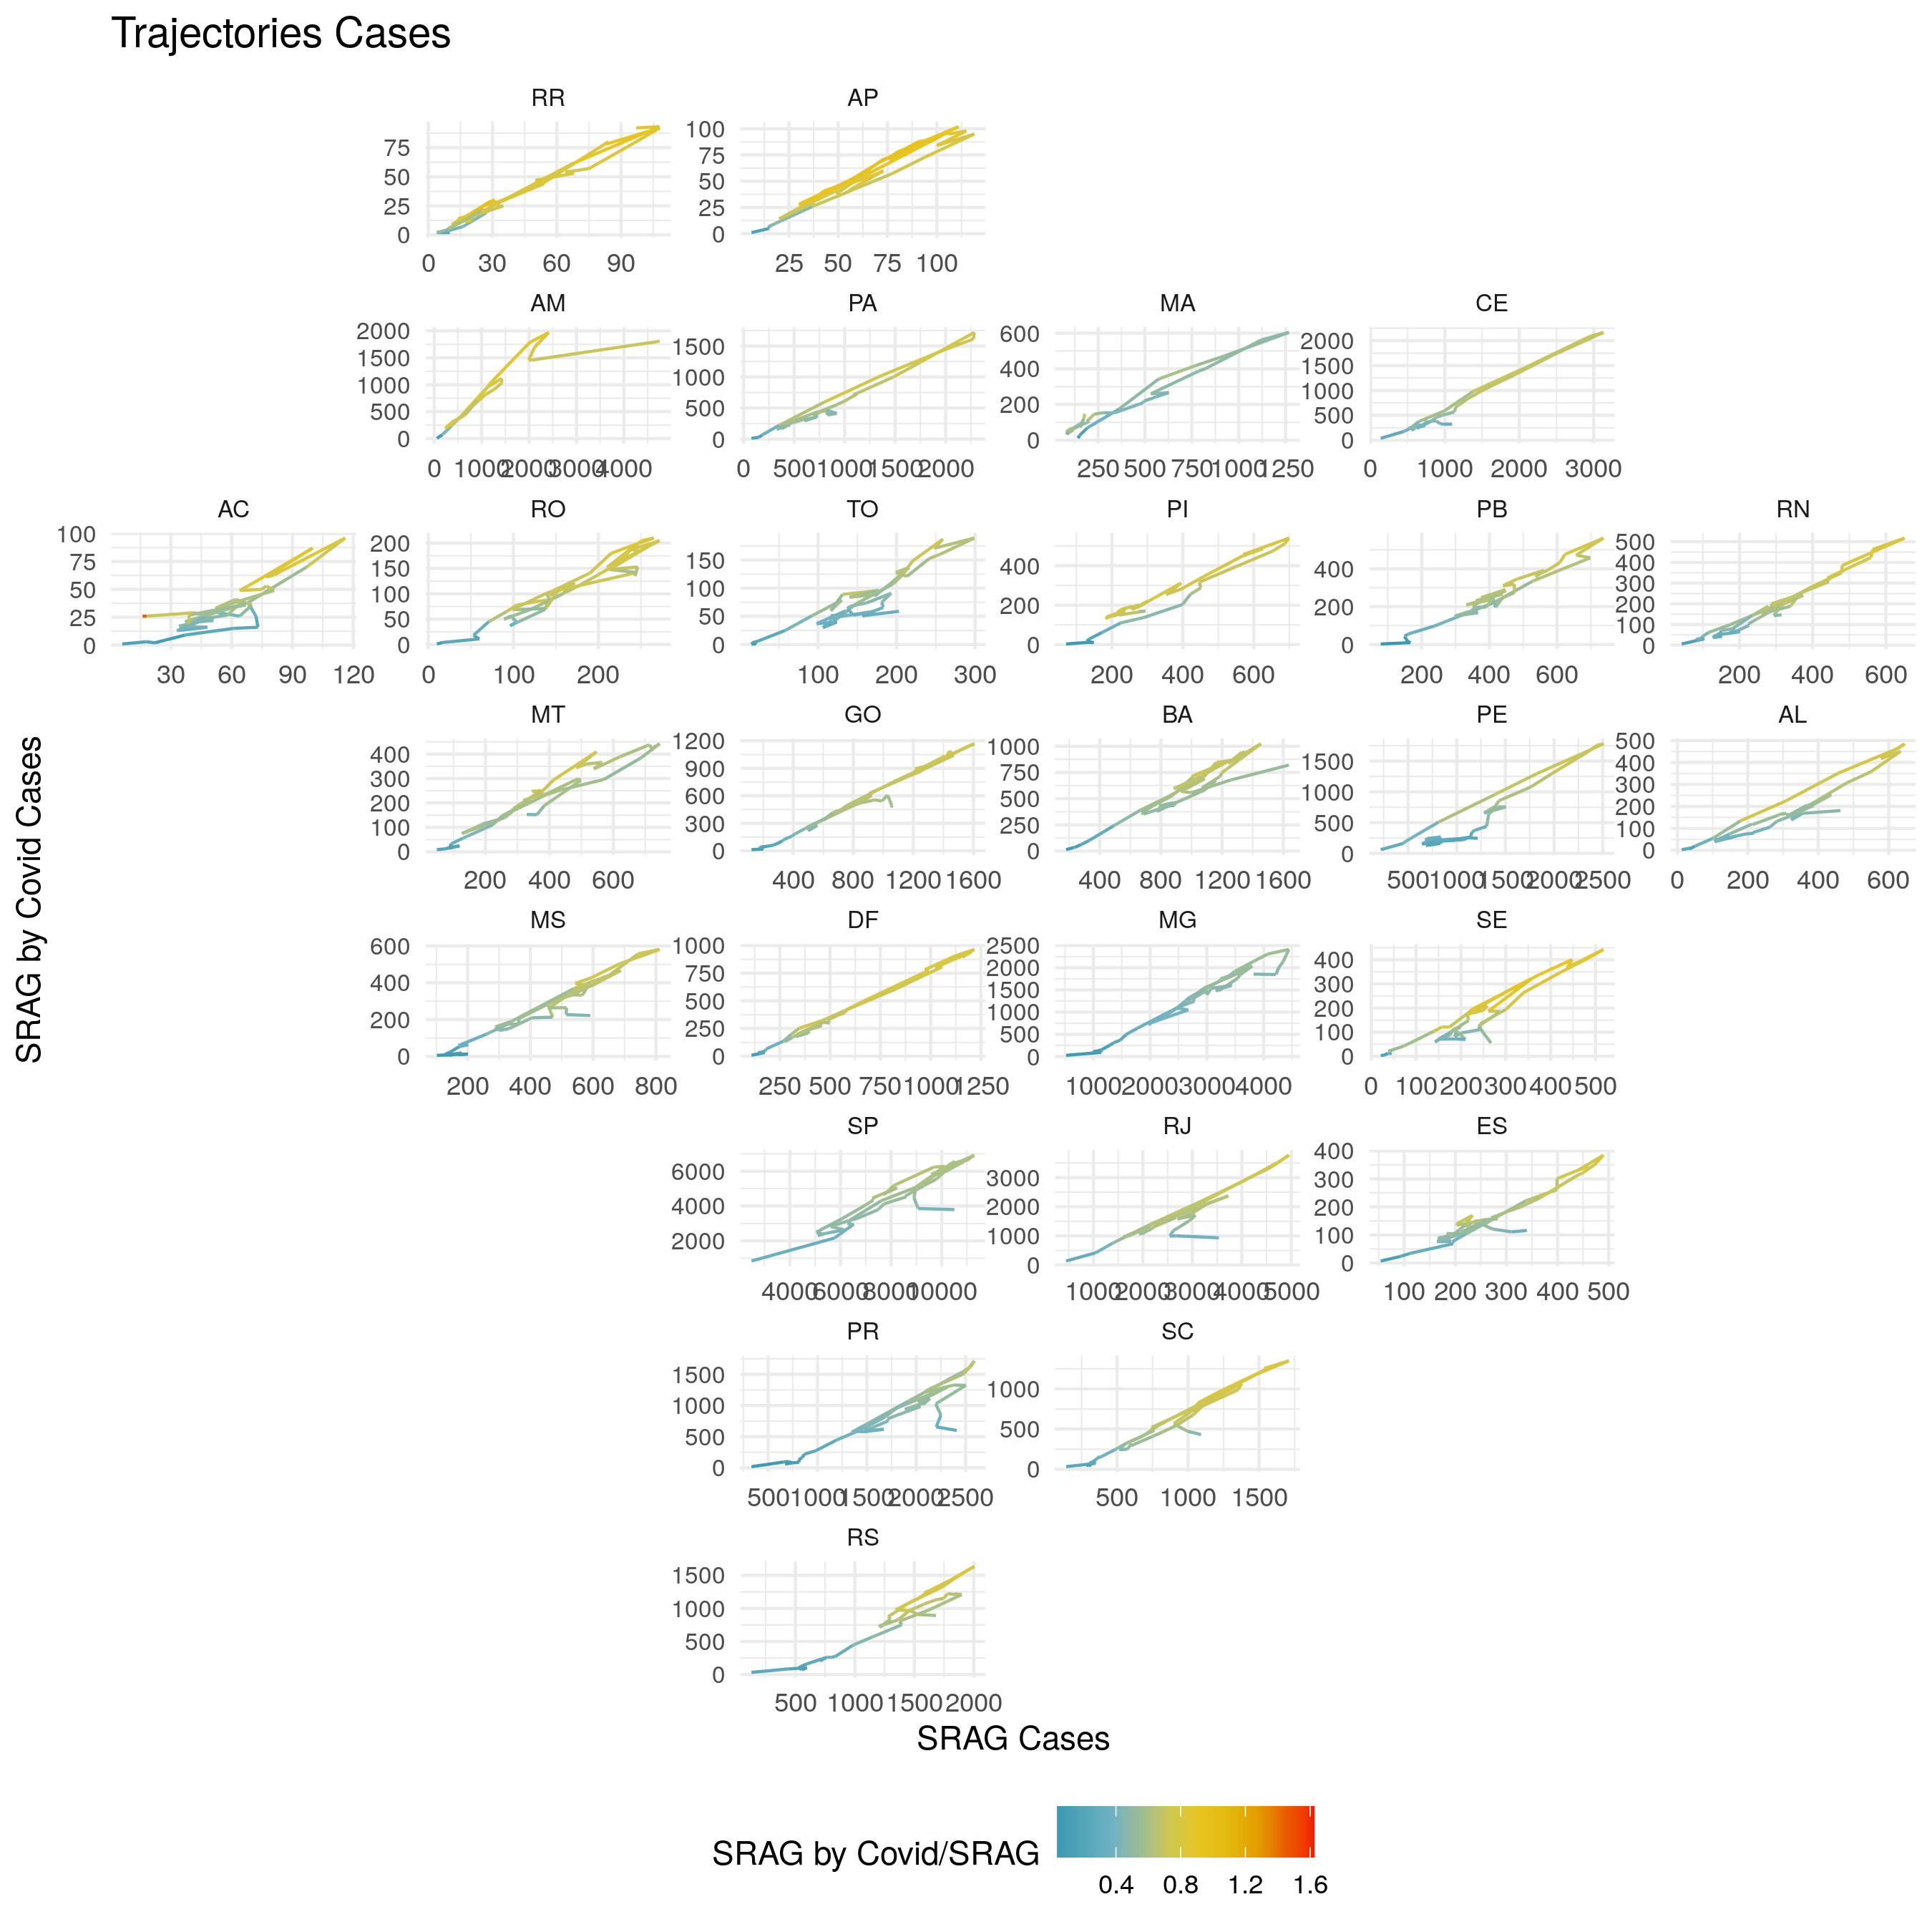 Trajectories Cases
RR AP
75 50 25 0
100 75 50 25 0
0 30 60 90
25 50 75 100
AM PA MA CE
2000 1500 1000 500 0
1500 1000 500 0
600 400 200 0
2000 1500 1000 500 0
0 1000 2000 3000 4000
0 500 1000 1500 2000
250 500 750 1000 1250
0 1000 2000 3000
AC RO TO PI PB RN
100 75 50 25 0
200 150 100 50 0
150 100 50 0
400 200 0
400 200 0
500 400 300 200 100 0
30 60 90 120
0 100 200
100 200 300
200 400 600
200 400 600
200 400 600
MT GO BA PE AL
400 300 200 100 0
1200 900 600 300 0
1000 750 500 250 0
1500 1000 500 0
500 400 300 200 100 0
200 400 600
400 800 1200 1600
400 800 1200 1600
500 1000 1500 2000 2500
0 200 400 600
MS DF MG SE
600 400 200 0
1000 750 500 250 0
2500 2000 1500 1000 500 0
400 300 200 100 0
200 400 600 800
250 500 750 1000 1250
1000 2000 3000 4000
0 100 200 300 400 500
SP RJ ES
6000 4000 2000
3000 2000 1000 0
400 300 200 100 0
4000 6000 8000 10000
1000 2000 3000 4000 5000
100 200 300 400 500
PR SC
1500 1000 500 0
1000 500 0
500 1000 1500 2000 2500
500 1000 1500
RS
1500 1000 500 0
500 1000 1500 2000
SRAG by Covid Cases
SRAG Cases
SRAG by Covid/SRAG
0.4 0.8 1.2 1.6